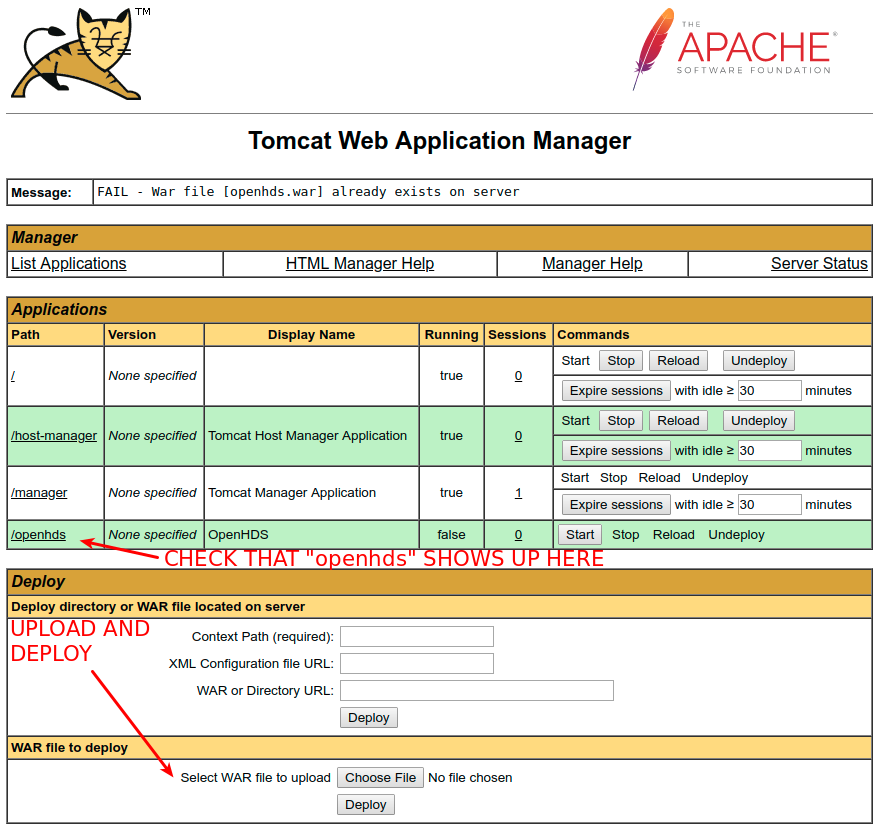 TM
THE
APACHE®
SOFTWARE FOUNDATION
Tomcat Web Application Manager
Message: FAIL - War file [openhds.war] already exists on server
Manager
List Applications HTML Manager Help Manager Help Server Status
Applications
Path Version Display Name Running Sessions Commands
/ None specified true 0 Start Stop Reload Undeploy
Expire sessions with idle ≥ 30 minutes
/host-manager None specified Tomcat Host Manager Application true 0 Start Stop Reload Undeploy
Expire sessions with idle ≥ 30 minutes
/manager None specified Tomcat Manager Application true 1 Start Stop Reload Undeploy
Expire sessions with idle ≥ 30 minutes
/openhds None specified OpenHDS false 0 Start Stop Reload Undeploy
CHECK THAT "openhds" SHOWS UP HERE
Deploy
Deploy directory or WAR file located on server
UPLOAD AND
DEPLOY
Context Path (required):
XML Configuration file URL:
WAR or Directory URL:
Deploy
WAR file to deploy
Select WAR file to upload Choose File No file chosen
Deploy